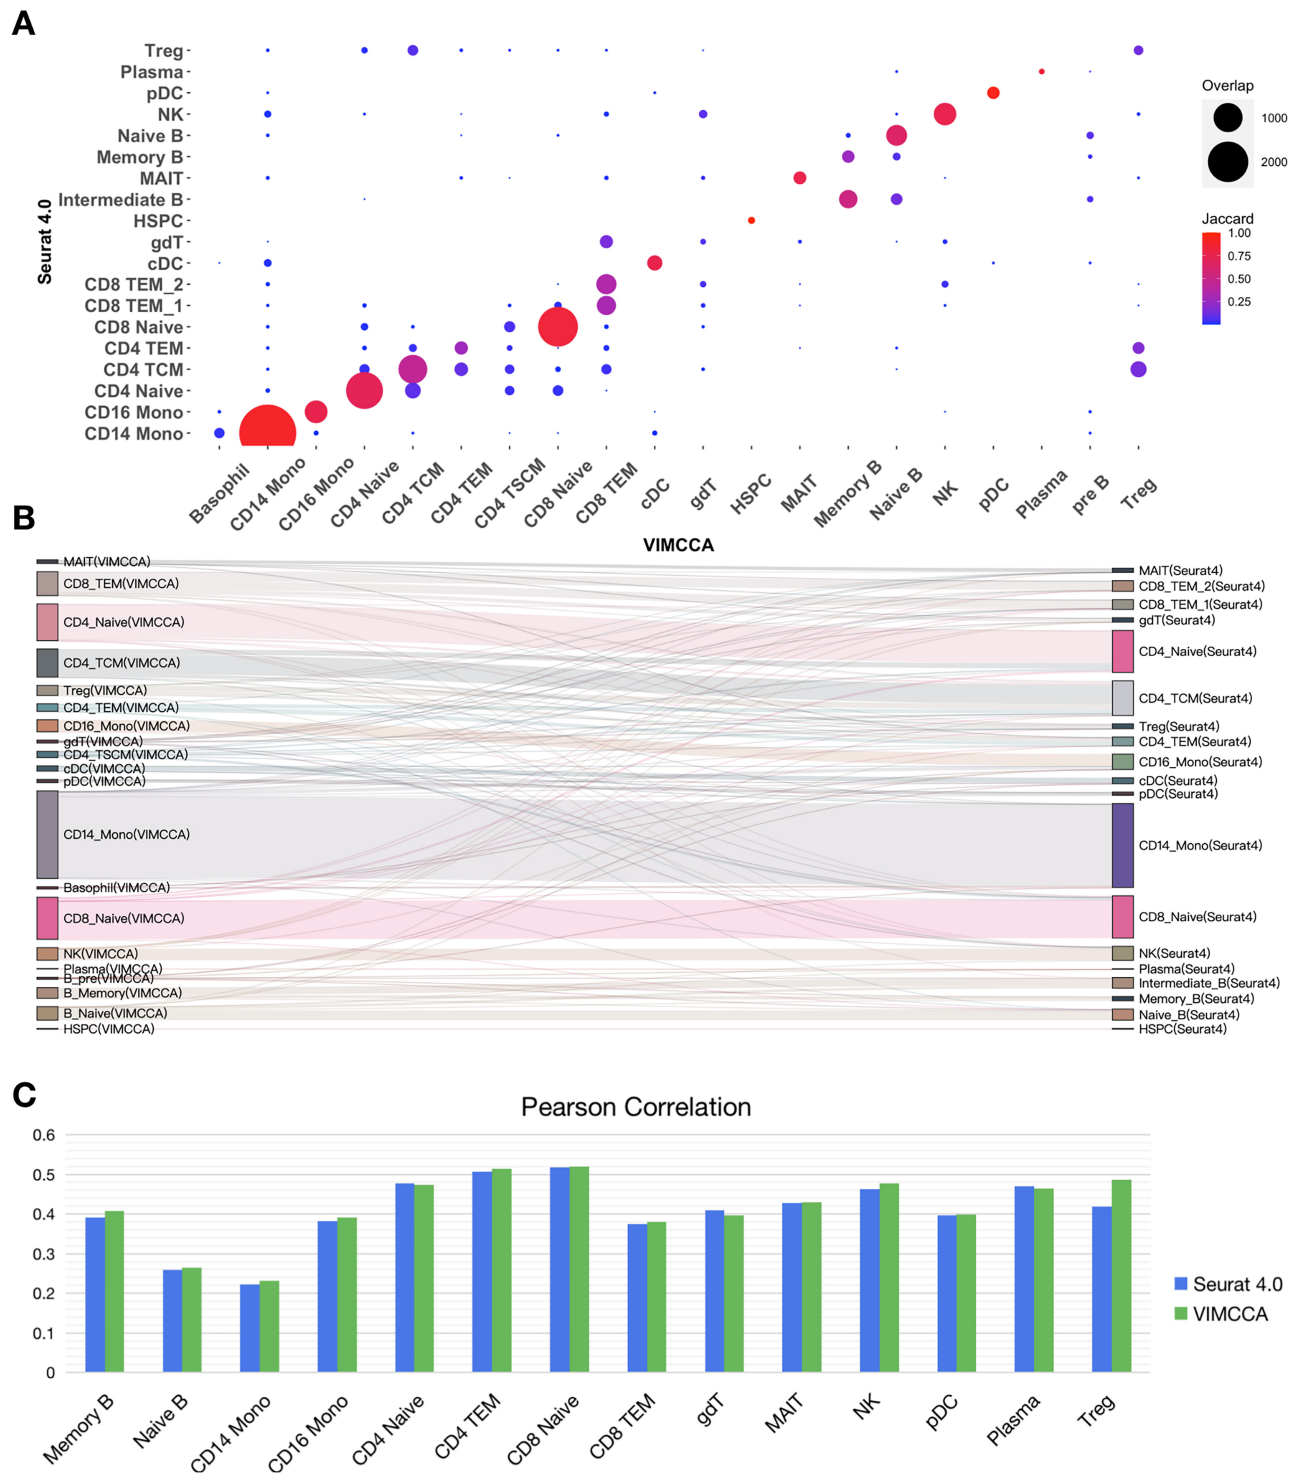 A
Seurat 4.0
Treg
Plasma
pDC
NK
Naive B
Memory B
MAIT
Intermediate B
HSPC
gdT
cDC
CD8 TEM_2
CD8 TEM_1
CD8 Naive
CD4 TEM
CD4 TCM
CD4 Naive
CD16 Mono
CD14 Mono
Basophil
CD14 Mono
CD16 Mono
CD4 Naive
CD4 TCM
CD4 TEM
CD4 TSCM
CD8 Naive
CD8 TEM
cDC
gdT
HSPC
MAIT
Memory B
Naive B
NK
pDC
Plasma
pre B
Treg
VIMCCA
Overlap
1000
2000
Jaccard
1.00
0.75
0.50
0.25
B
MAIT(VIMCCA)
CD8_TEM(VIMCCA)
CD4_Naive(VIMCCA)
CD4_TCM(VIMCCA)
Treg(VIMCCA)
CD4_TEM(VIMCCA)
CD16_Mono(VIMCCA)
gdT(VIMCCA)
CD4_TSCM(VIMCCA)
cDC(VIMCCA)
pDC(VIMCCA)
CD14_Mono(VIMCCA)
Basophil(VIMCCA)
CD8_Naive(VIMCCA)
NK(VIMCCA)
Plasma(VIMCCA)
B_pre(VIMCCA)
B_Memory(VIMCCA)
B_Naive(VIMCCA)
HSPC(VIMCCA)
MAIT(Seurat4)
CD8_TEM_2(Seurat4)
CD8_TEM_1(Seurat4)
gdT(Seurat4)
CD4_Naive(Seurat4)
CD4_TCM(Seurat4)
Treg(Seurat4)
CD4_TEM(Seurat4)
CD16_Mono(Seurat4)
cDC(Seurat4)
pDC(Seurat4)
CD14_Mono(Seurat4)
CD8_Naive(Seurat4)
NK(Seurat4)
Plasma(Seurat4)
Intermediate_B(Seurat4)
Memory_B(Seurat4)
Naive_B(Seurat4)
HSPC(Seurat4)
C
Pearson Correlation
0.6
0.5
0.4
0.3
0.2
0.1
0
Memory B
Naive B
CD14 Mono
CD16 Mono
CD4 Naive
CD4 TEM
CD8 Naive
CD8 TEM
gdT
MAIT
NK
pDC
Plasma
Treg
Seurat 4.0
VIMCCA